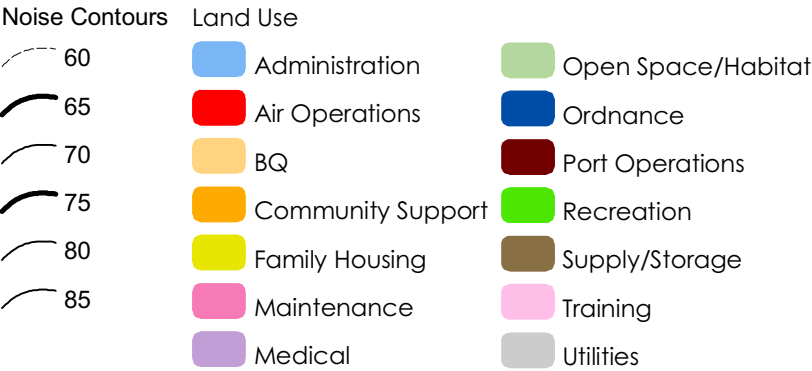 Noise Contours
60
65
70
75
80
85
Land Use
Administration
Air Operations
BQ
Community Support
Family Housing
Maintenance
Medical
Open Space/Habitat
Ordnance
Port Operations
Recreation
Supply/Storage
Training
Utilities